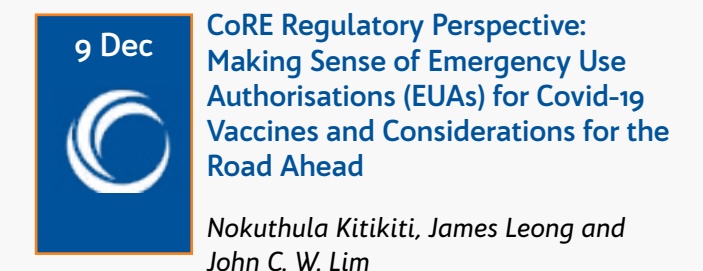 9 Dec
CoRE Regulatory Perspective:
Making Sense of Emergency Use
Authorisations (EUAs) for Covid-19
Vaccines and Considerations for the
Road Ahead
Nokuthula Kitikiti, James Leong and
John C. W. Lim